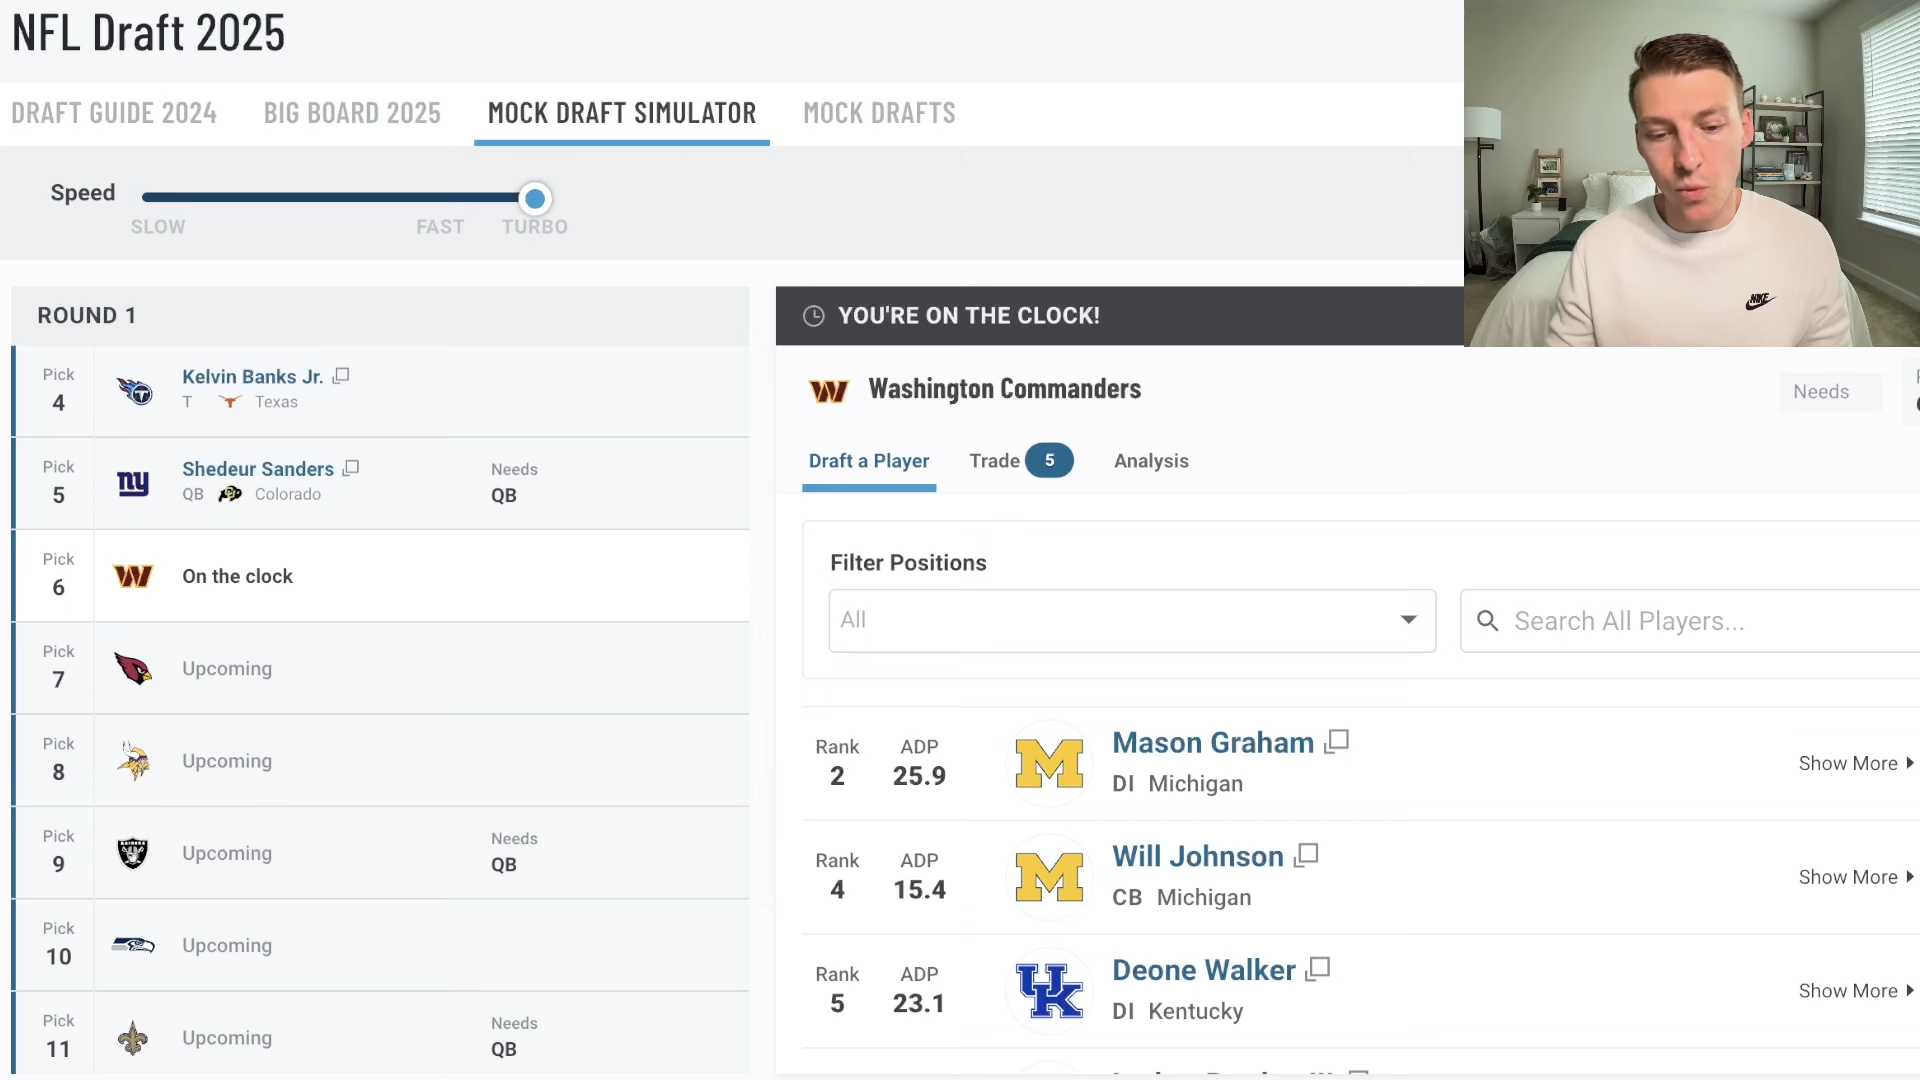 NFL Draft 2025
DRAFT GUIDE 2024
BIG BOARD 2025
MOCK DRAFT SIMULATOR
MOCK DRAFTS
Speed
SLOW
FAST
TURBO
ROUND 1
Pick
4
Kelvin Banks Jr.
T Texas
Pick
5
ny
Shedeur Sanders
QB Colorado
Needs
QB
Pick
6
W
On the clock
Pick
7
Upcoming
Pick
8
Upcoming
Pick
9
RAIDERS
Upcoming
Needs
QB
Pick
10
Upcoming
Pick
11
Upcoming
Needs
QB
YOU'RE ON THE CLOCK!
W
Washington Commanders
Needs
Draft a Player
Trade 5
Analysis
Filter Positions
All
Search All Players...
Rank
2
ADP
25.9
M
Mason Graham
DI Michigan
Show More
Rank
4
ADP
15.4
M
Will Johnson
CB Michigan
Show More
Rank
5
ADP
23.1
UK
Deone Walker
DI Kentucky
Show More
NIKE